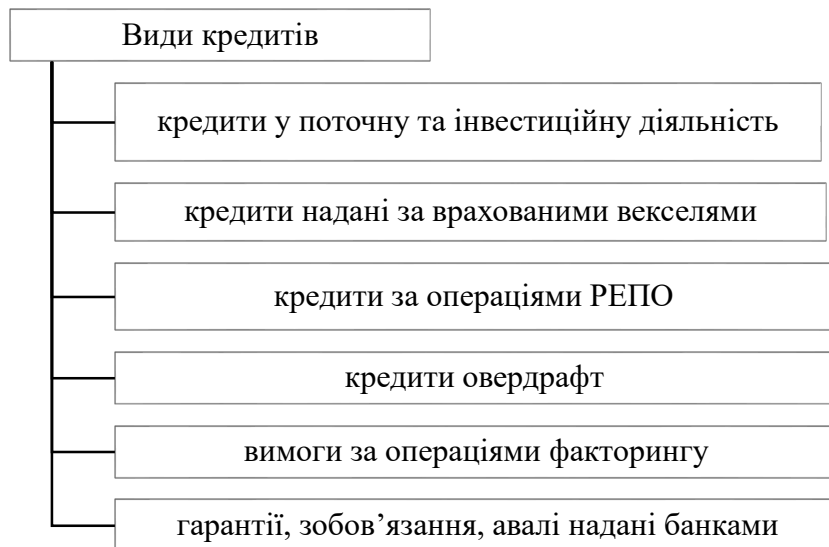 Види кредитів
кредити у поточну та інвестиційну діяльність
кредити надані за врахованими векселями
кредити за операціями РЕПО
кредити овердрафт
вимоги за операціями факторингу
гарантії, зобов’язання, авалі надані банками